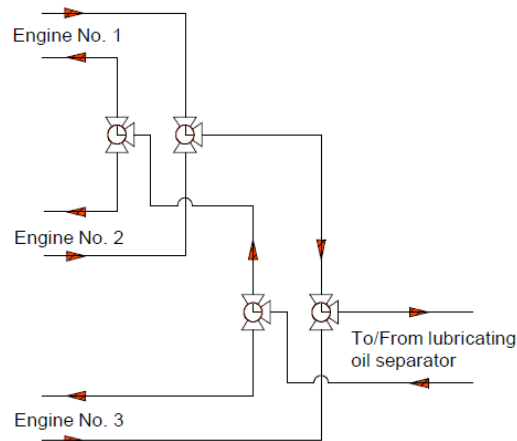 Engine No. 1
Engine No. 2
To/From lubricating
oil separator
Engine No. 3